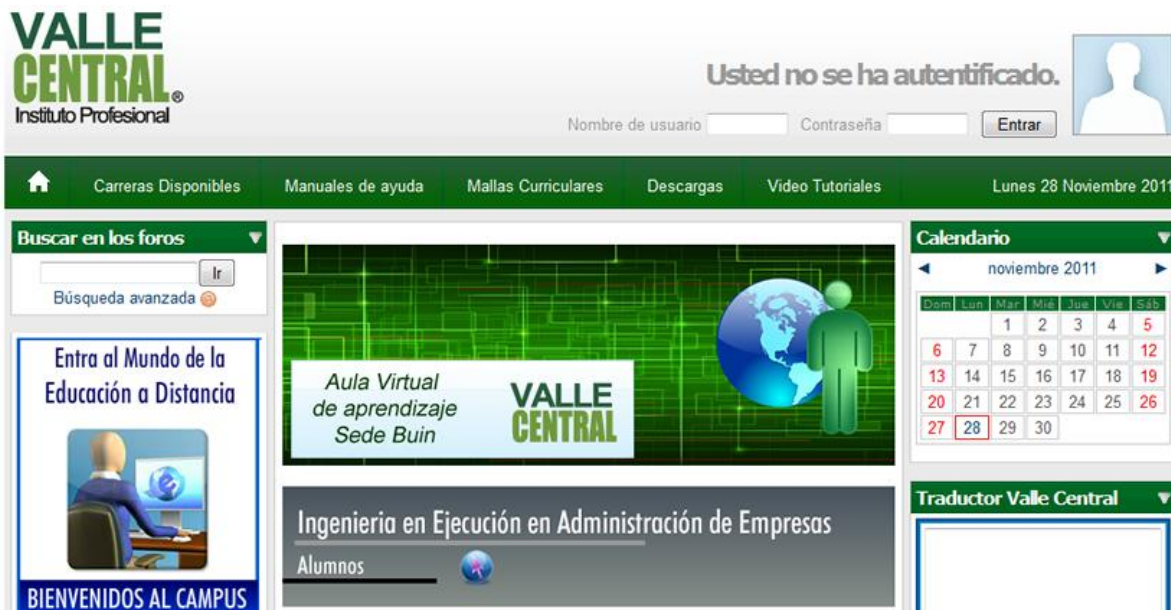 VALLE
CENTRAL®
Instituto Profesional
Usted no se ha autentificado.
Nombre de usuario
Contraseña
Entrar
Carreras Disponibles
Manuales de ayuda
Mallas Curriculares
Descargas
Video Tutoriales
Lunes 28 Noviembre 2011
Buscar en los foros
Ir
Búsqueda avanzada
Entra al Mundo de la
Educación a Distancia
BIENVENIDOS AL CAMPUS
Aula Virtual
de aprendizaje
Sede Buin
VALLE
CENTRAL
Ingenieria en Ejecución en Administración de Empresas
Alumnos
Calendario
noviembre 2011
Dom Lun Mar Mié Jue Vie Sáb
1 2 3 4 5
6 7 8 9 10 11 12
13 14 15 16 17 18 19
20 21 22 23 24 25 26
27 28 29 30
Traductor Valle Central